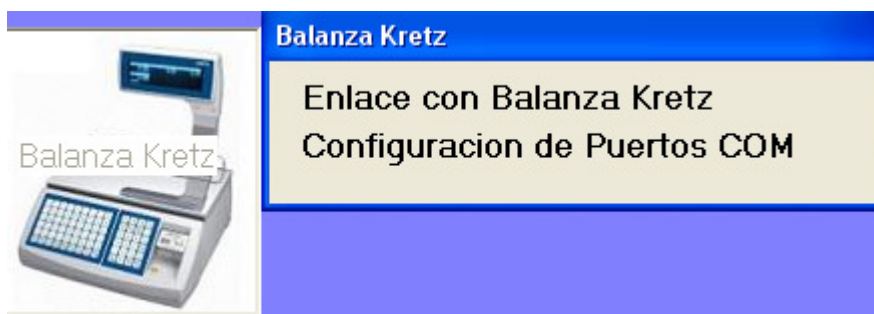 Balanza Kretz
Balanza Kretz
Enlace con Balanza Kretz
Configuracion de Puertos COM